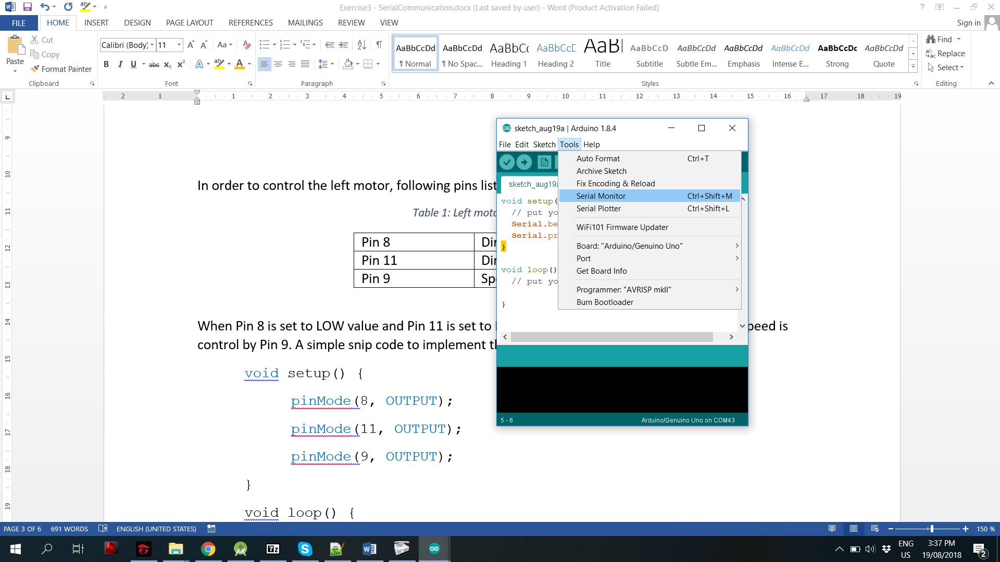 Exercise3 - SerialCommunication.docx (Last saved by user) - Word (Product Activation Failed)
FILE HOME INSERT DESIGN PAGE LAYOUT REFERENCES MAILINGS REVIEW VIEW Sign in
Paste
Cut
Copy
Format Painter
Clipboard
Calibri (Body) 11
Font
Paragraph
AaBbCcDd AaBbCcDd AaBbCc AaBbCcD AaBl AaBbCcD AaBbCcDd AaBbCcDd AaBbCcDd AaBbCcDc AaBbCcDd
¶ Normal ¶ No Spac... Heading 1 Heading 2 Title Subtitle Subtle Em... Emphasis Intense E... Strong Quote
Styles
Find
Replace
Select
Editing
2 1 1 2 3 4 5 6 7 8 9 10 11 12 13 14 15 16 17 18 19
9
10
11
12
13
14
15
16
17
18
19
In order to control the left motor, following pins list
Table 1: Left moto
Pin 8 Dir
Pin 11 Dir
Pin 9 Spe
When Pin 8 is set to LOW value and Pin 11 is set to peed is
control by Pin 9. A simple snip code to implement th
void setup() {
pinMode(8, OUTPUT);
pinMode(11, OUTPUT);
pinMode(9, OUTPUT);
}
void loop() {
sketch_aug19a | Arduino 1.8.4
File Edit Sketch Tools Help
sketch_aug19a
void setup(
// put yo
Serial.be
Serial.pr
}
void loop()
// put yo
}
Auto Format Ctrl+T
Archive Sketch
Fix Encoding & Reload
Serial Monitor Ctrl+Shift+M
Serial Plotter Ctrl+Shift+L
WiFi101 Firmware Updater
Board: "Arduino/Genuino Uno"
Port
Get Board Info
Programmer: "AVRISP mkII"
Burn Bootloader
5 - 6 Arduino/Genuino Uno on COM43
PAGE 3 OF 6 691 WORDS ENGLISH (UNITED STATES) 150 %
ENG
US
3:37 PM
19/08/2018
2